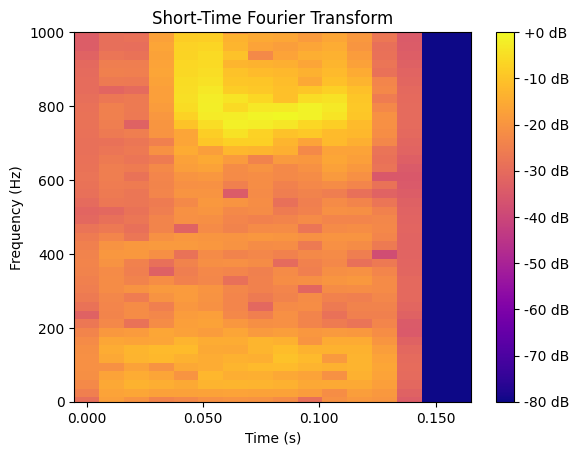 Short-Time Fourier Transform
1000
800
600
400
200
0
Frequency (Hz)
0.000
0.050
0.100
0.150
Time (s)
+0 dB
-10 dB
-20 dB
-30 dB
-40 dB
-50 dB
-60 dB
-70 dB
-80 dB